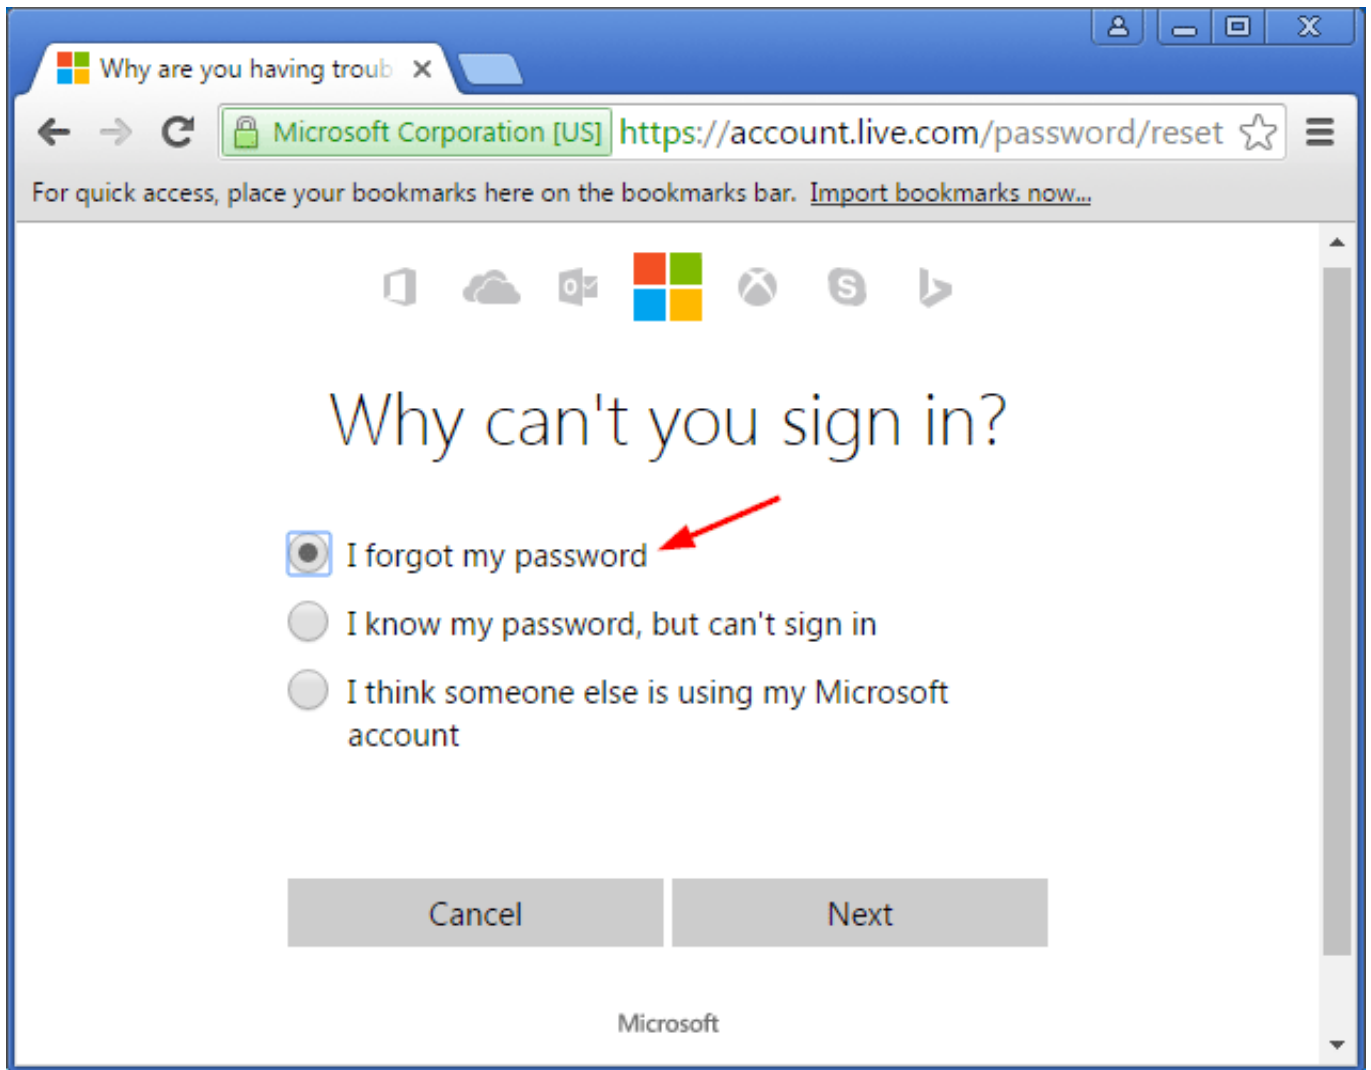 Why are you having troub
Microsoft Corporation [US] https://account.live.com/password/reset
For quick access, place your bookmarks here on the bookmarks bar. Import bookmarks now...
Why can't you sign in?
I forgot my password
I know my password, but can't sign in
I think someone else is using my Microsoft
account
Cancel Next
Microsoft